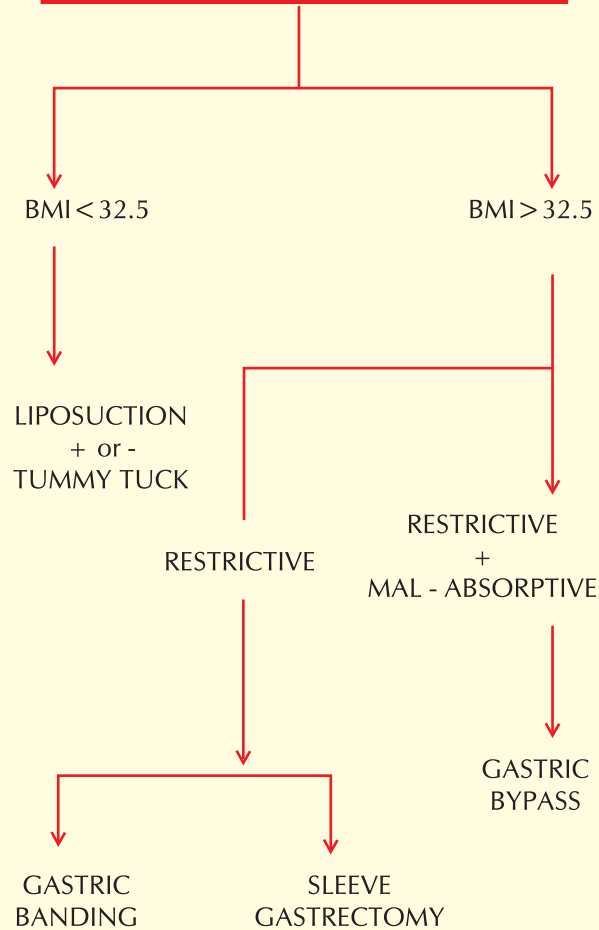 BMI < 32.5
BMI > 32.5
LIPOSUCTION
+ or -
TUMMY TUCK
RESTRICTIVE
RESTRICTIVE
+
MAL - ABSORPTIVE
GASTRIC
BYPASS
GASTRIC
BANDING
SLEEVE
GASTRECTOMY